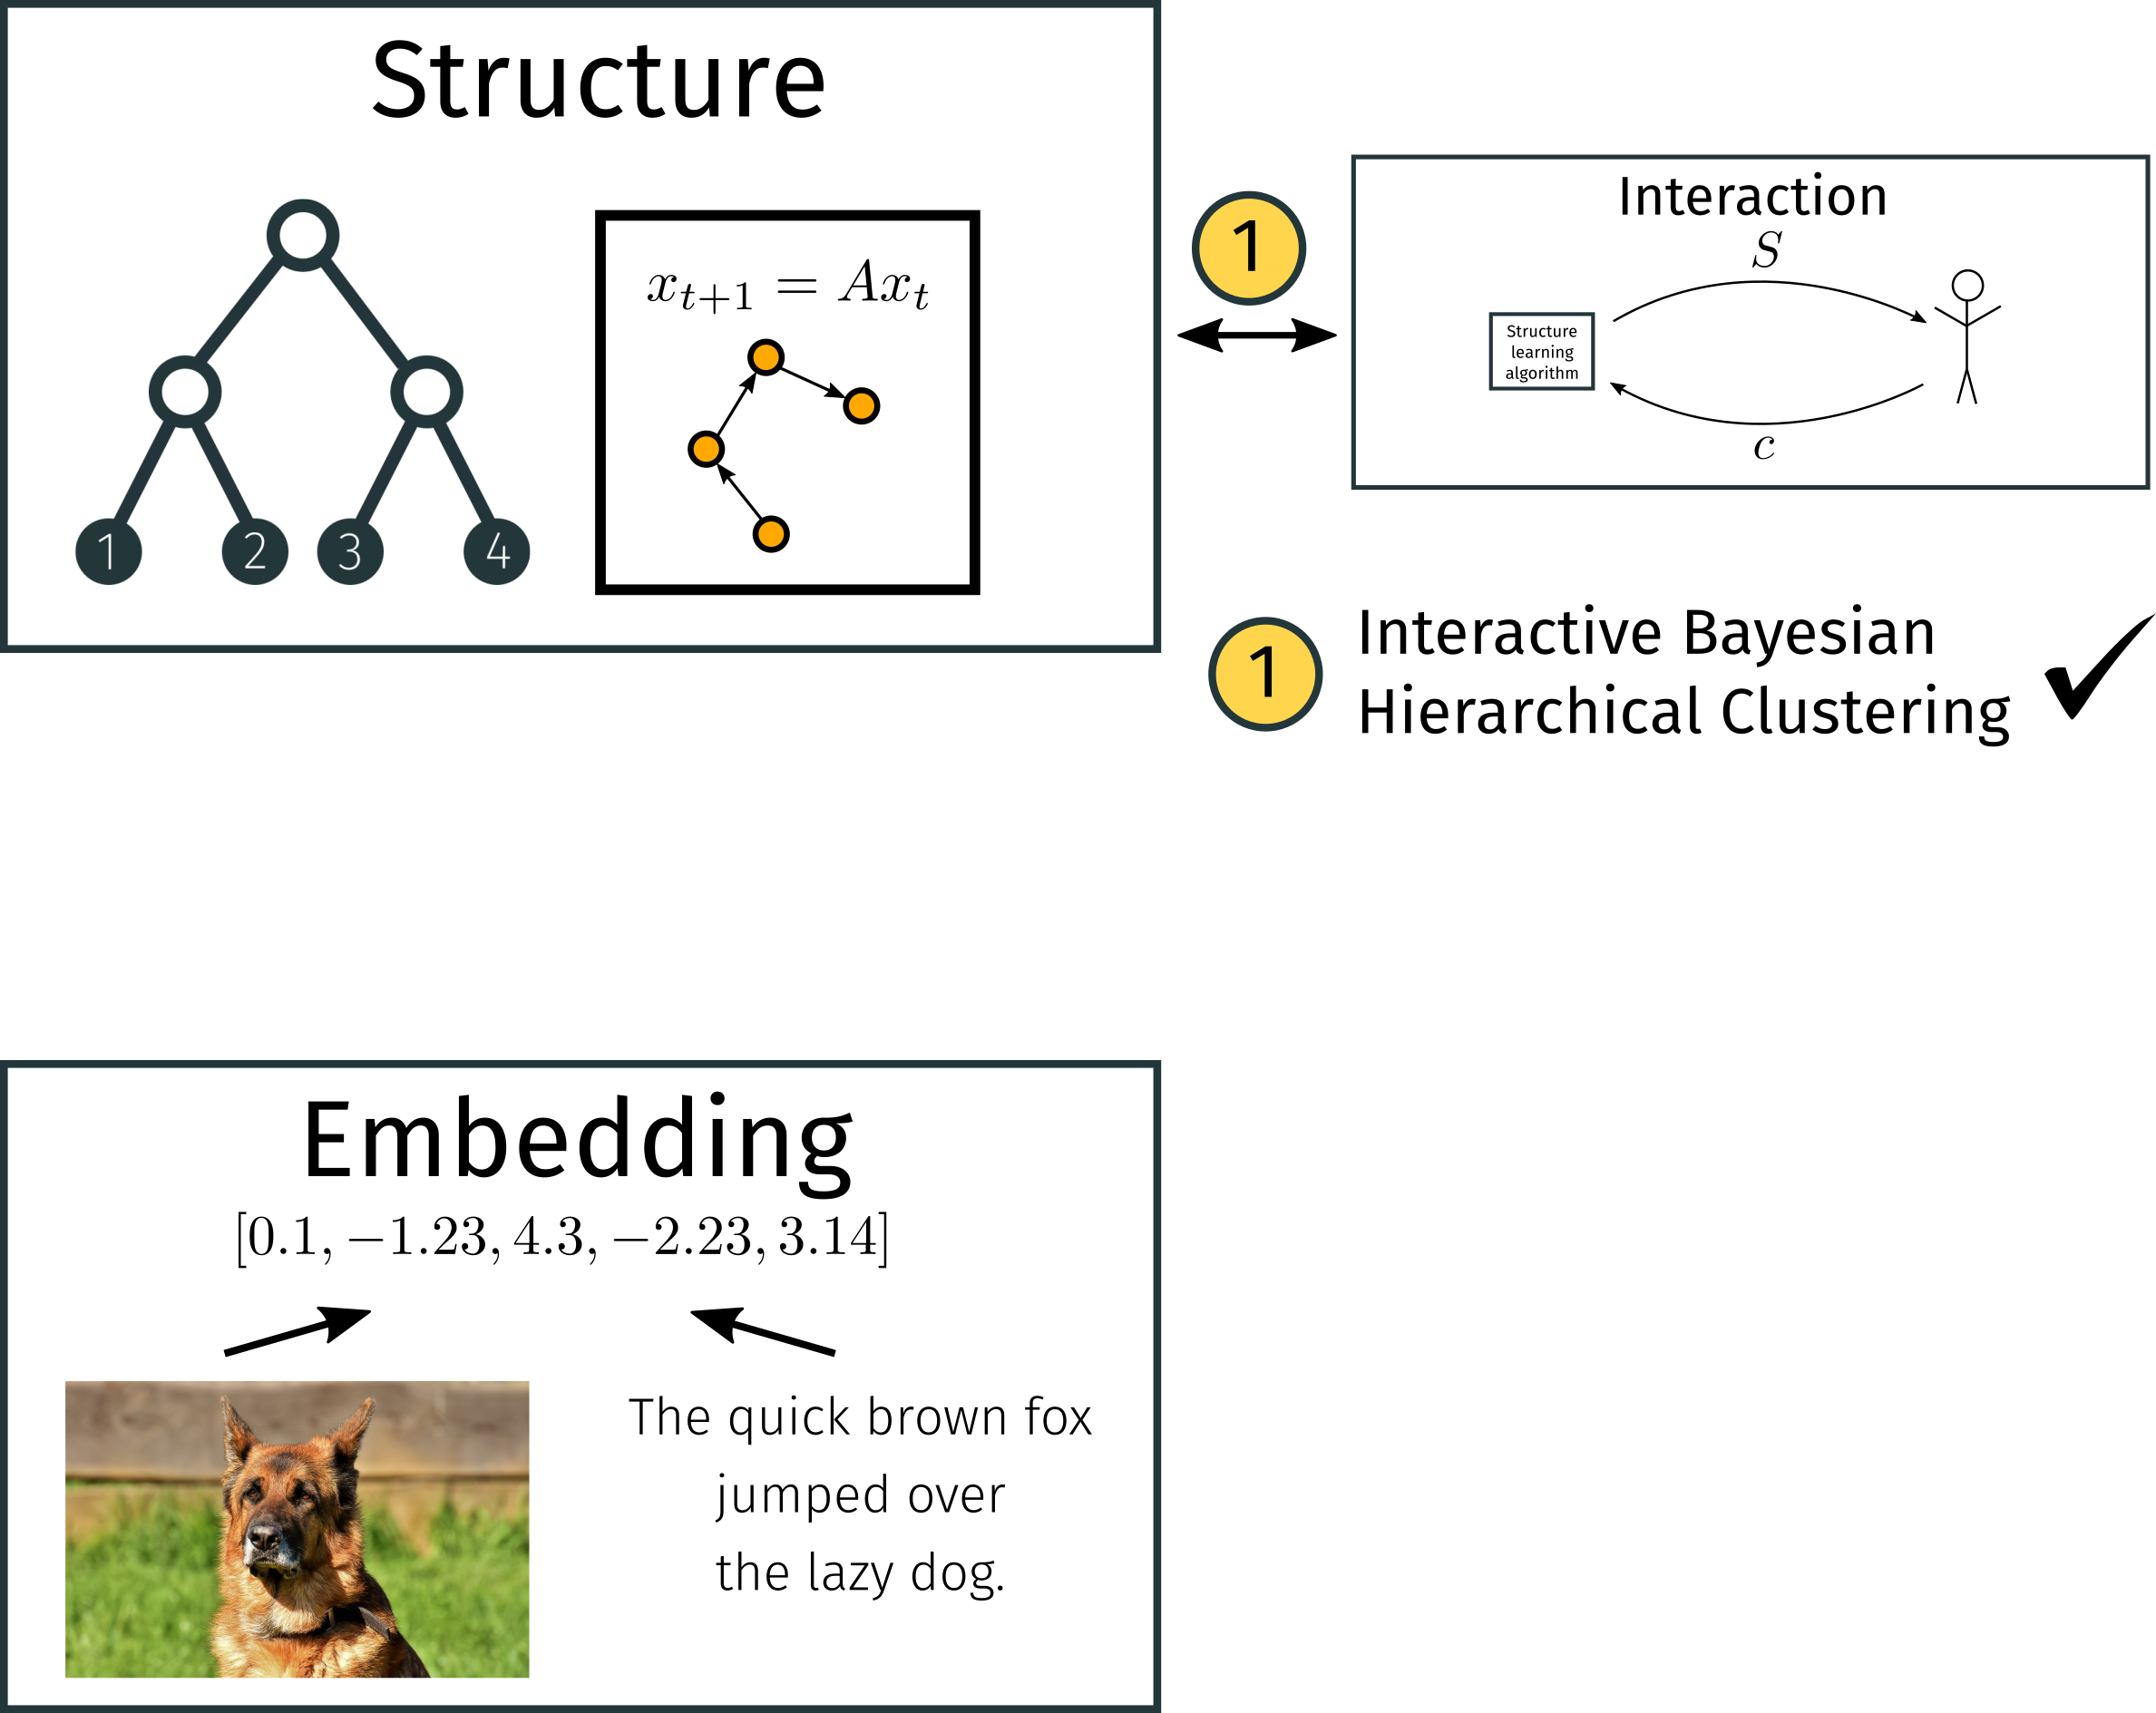 Structure
1
2
3
4
x_{t+1} = Ax_t
1
Interaction
S
Structure
learning
algorithm
c
1
Interactive Bayesian
Hierarchical Clustering
Embedding
[0.1, −1.23, 4.3, −2.23, 3.14]
The quick brown fox
jumped over
the lazy dog.